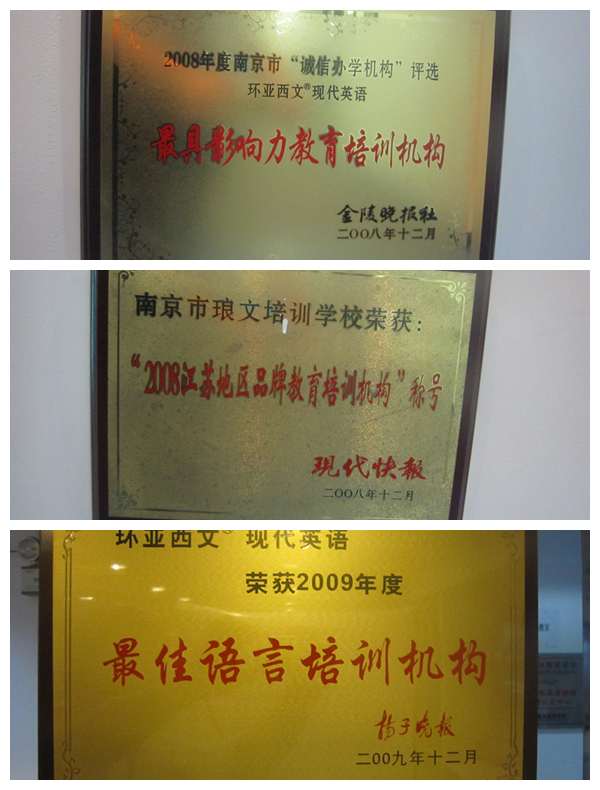 2008年度南京市“诚信办学机构”评选
环亚西文®现代英语
最具影响力教育培训机构
金陵晚报社
二〇〇八年十二月
南京市琅文培训学校荣获：
“2008江苏地区品牌教育培训机构”称号
現代快報
二〇〇八年十二月
环亚西文® 现代英语
荣获2009年度
最佳语言培训机构
扬子晚报
二〇〇九年十二月